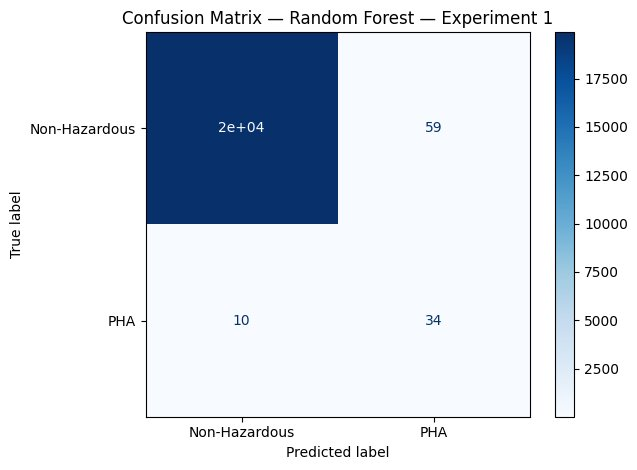 Confusion Matrix — Random Forest — Experiment 1
Non-Hazardous
2e+04
59
PHA
10
34
True label
Non-Hazardous
PHA
Predicted label
17500
15000
12500
10000
7500
5000
2500